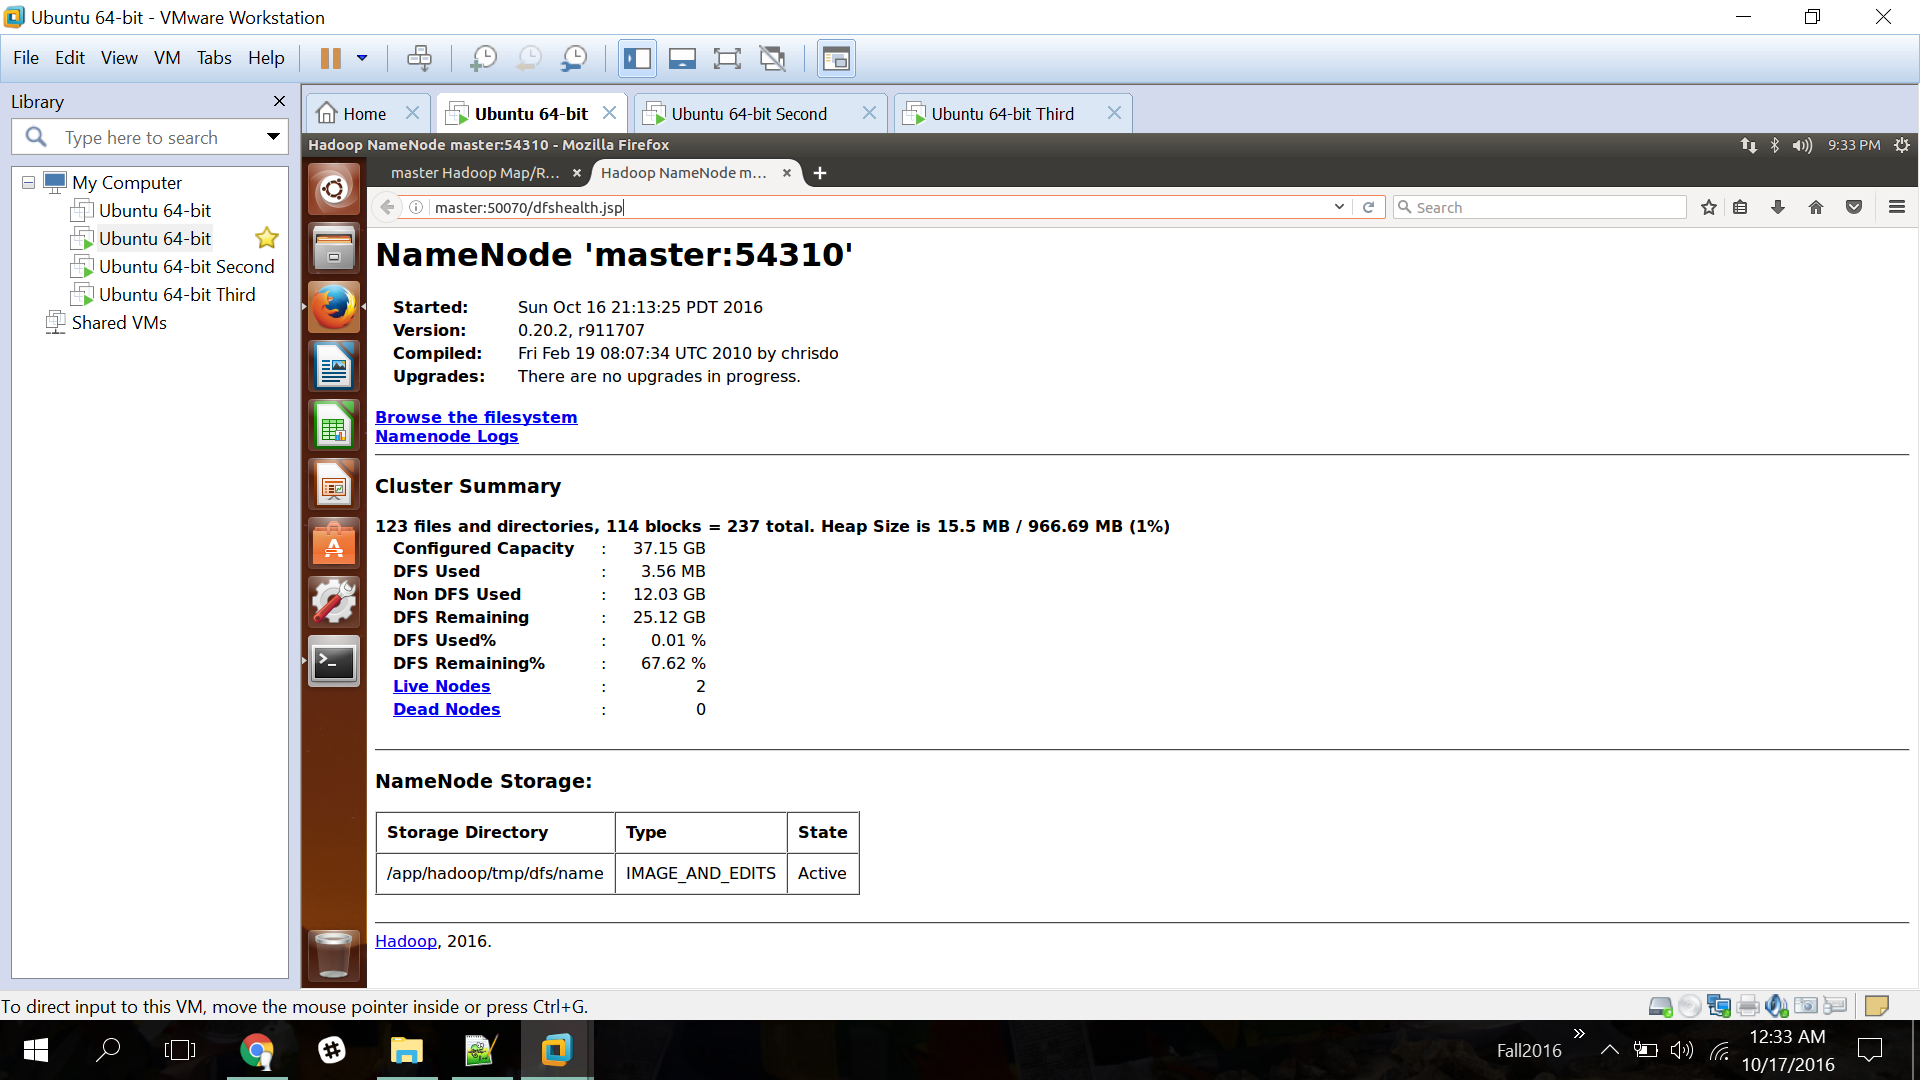 Ubuntu 64-bit - VMware Workstation
File Edit View VM Tabs Help
Library
Type here to search
My Computer
Ubuntu 64-bit
Ubuntu 64-bit
Ubuntu 64-bit Second
Ubuntu 64-bit Third
Shared VMs
Home
Ubuntu 64-bit
Ubuntu 64-bit Second
Ubuntu 64-bit Third
Hadoop NameNode master:54310 - Mozilla Firefox
9:33 PM
master Hadoop Map/R...
Hadoop NameNode m...
master:50070/dfshealth.jsp
Search
NameNode 'master:54310'
Started: Sun Oct 16 21:13:25 PDT 2016
Version: 0.20.2, r911707
Compiled: Fri Feb 19 08:07:34 UTC 2010 by chrisdo
Upgrades: There are no upgrades in progress.
Browse the filesystem
Namenode Logs
Cluster Summary
123 files and directories, 114 blocks = 237 total. Heap Size is 15.5 MB / 966.69 MB (1%)
Configured Capacity : 37.15 GB
DFS Used : 3.56 MB
Non DFS Used : 12.03 GB
DFS Remaining : 25.12 GB
DFS Used% : 0.01 %
DFS Remaining% : 67.62 %
Live Nodes : 2
Dead Nodes : 0
NameNode Storage:
Storage Directory Type State
/app/hadoop/tmp/dfs/name IMAGE_AND_EDITS Active
Hadoop, 2016.
To direct input to this VM, move the mouse pointer inside or press Ctrl+G.
Fall2016
12:33 AM
10/17/2016